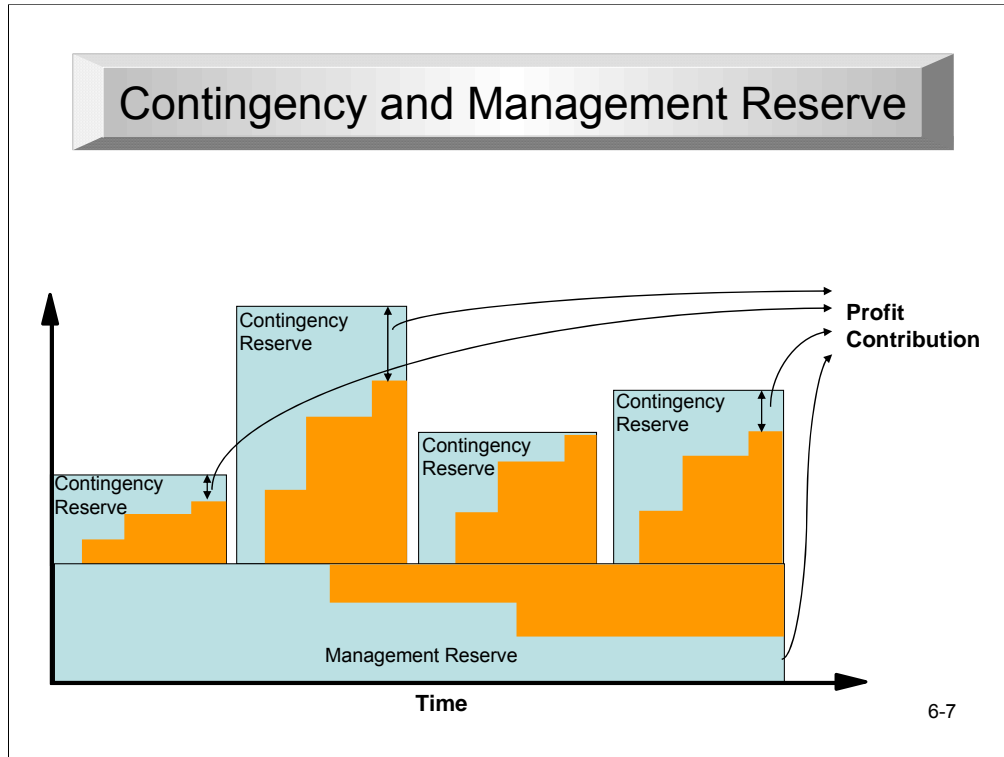 Contingency and Management Reserve
Contingency
Reserve
Profit
Contribution
Contingency
Reserve
Contingency
Reserve
Contingency
Reserve
Management Reserve
Time
6-7